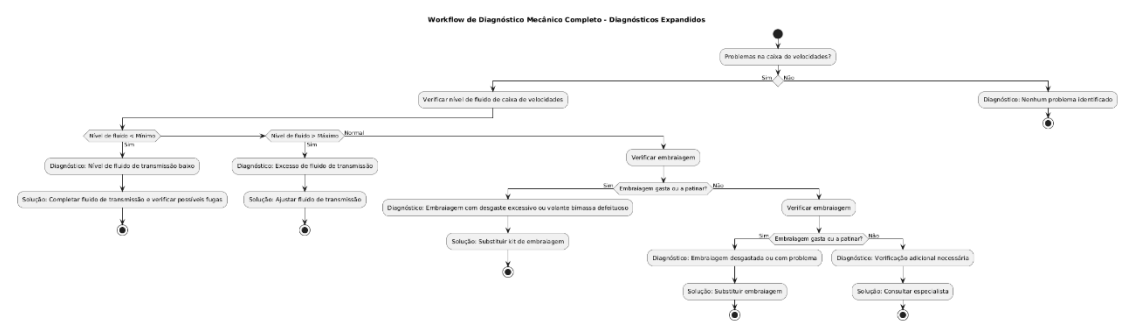 Workflow de Diagnóstico Mecânico Completo - Diagnósticos Expandidos
Problemas na caixa de velocidades?
Sim
Não
Verificar nível de fluido de caixa de velocidades
Diagnóstico: Nenhum problema identificado
Nível de fluido < Mínimo
Nível de fluido > Máximo
Normal
Sim
Sim
Verificar embraiagem
Diagnóstico: Nível de fluido de transmissão baixo
Diagnóstico: Excesso de fluido de transmissão
Sim
Embraiagem gasta ou a patinar?
Não
Solução: Completar fluido de transmissão e verificar possíveis fugas
Solução: Ajustar fluido de transmissão
Diagnóstico: Embraiagem com desgaste excessivo ou volante bimassa defeituoso
Verificar embraiagem
Solução: Substituir kit de embraiagem
Sim
Embraiagem gasta ou a patinar?
Não
Diagnóstico: Embraiagem desgastada ou com problema
Diagnóstico: Verificação adicional necessária
Solução: Substituir embraiagem
Solução: Consultar especialista